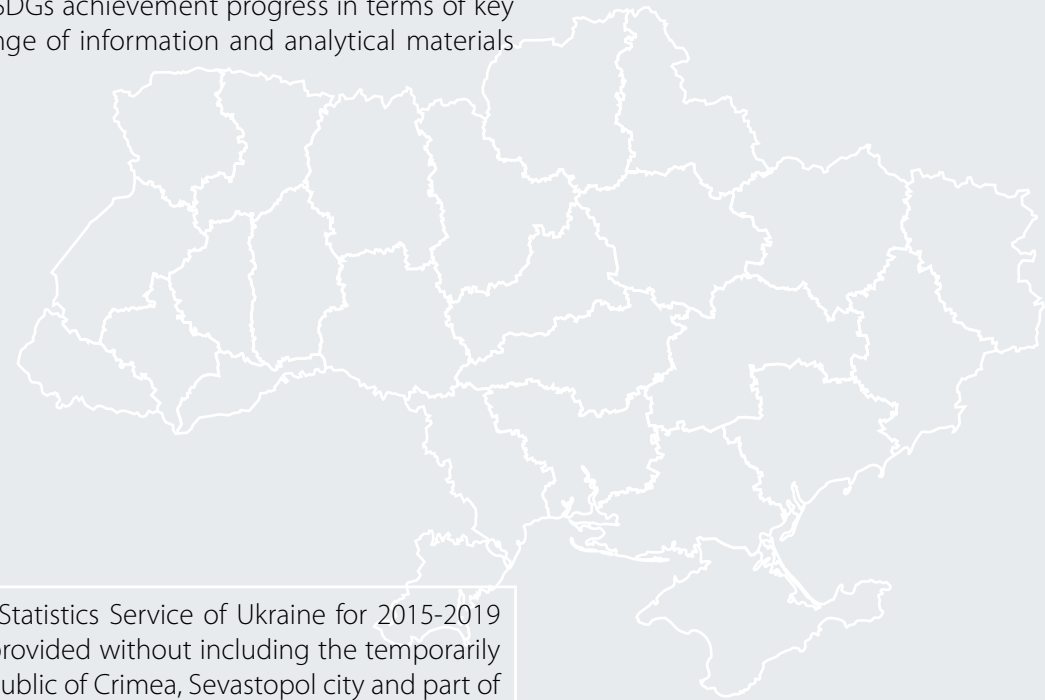 SDGs achievement progress in terms of key
nge of information and analytical materials
Statistics Service of Ukraine for 2015-2019
provided without including the temporarily
ublic of Crimea, Sevastopol city and part of